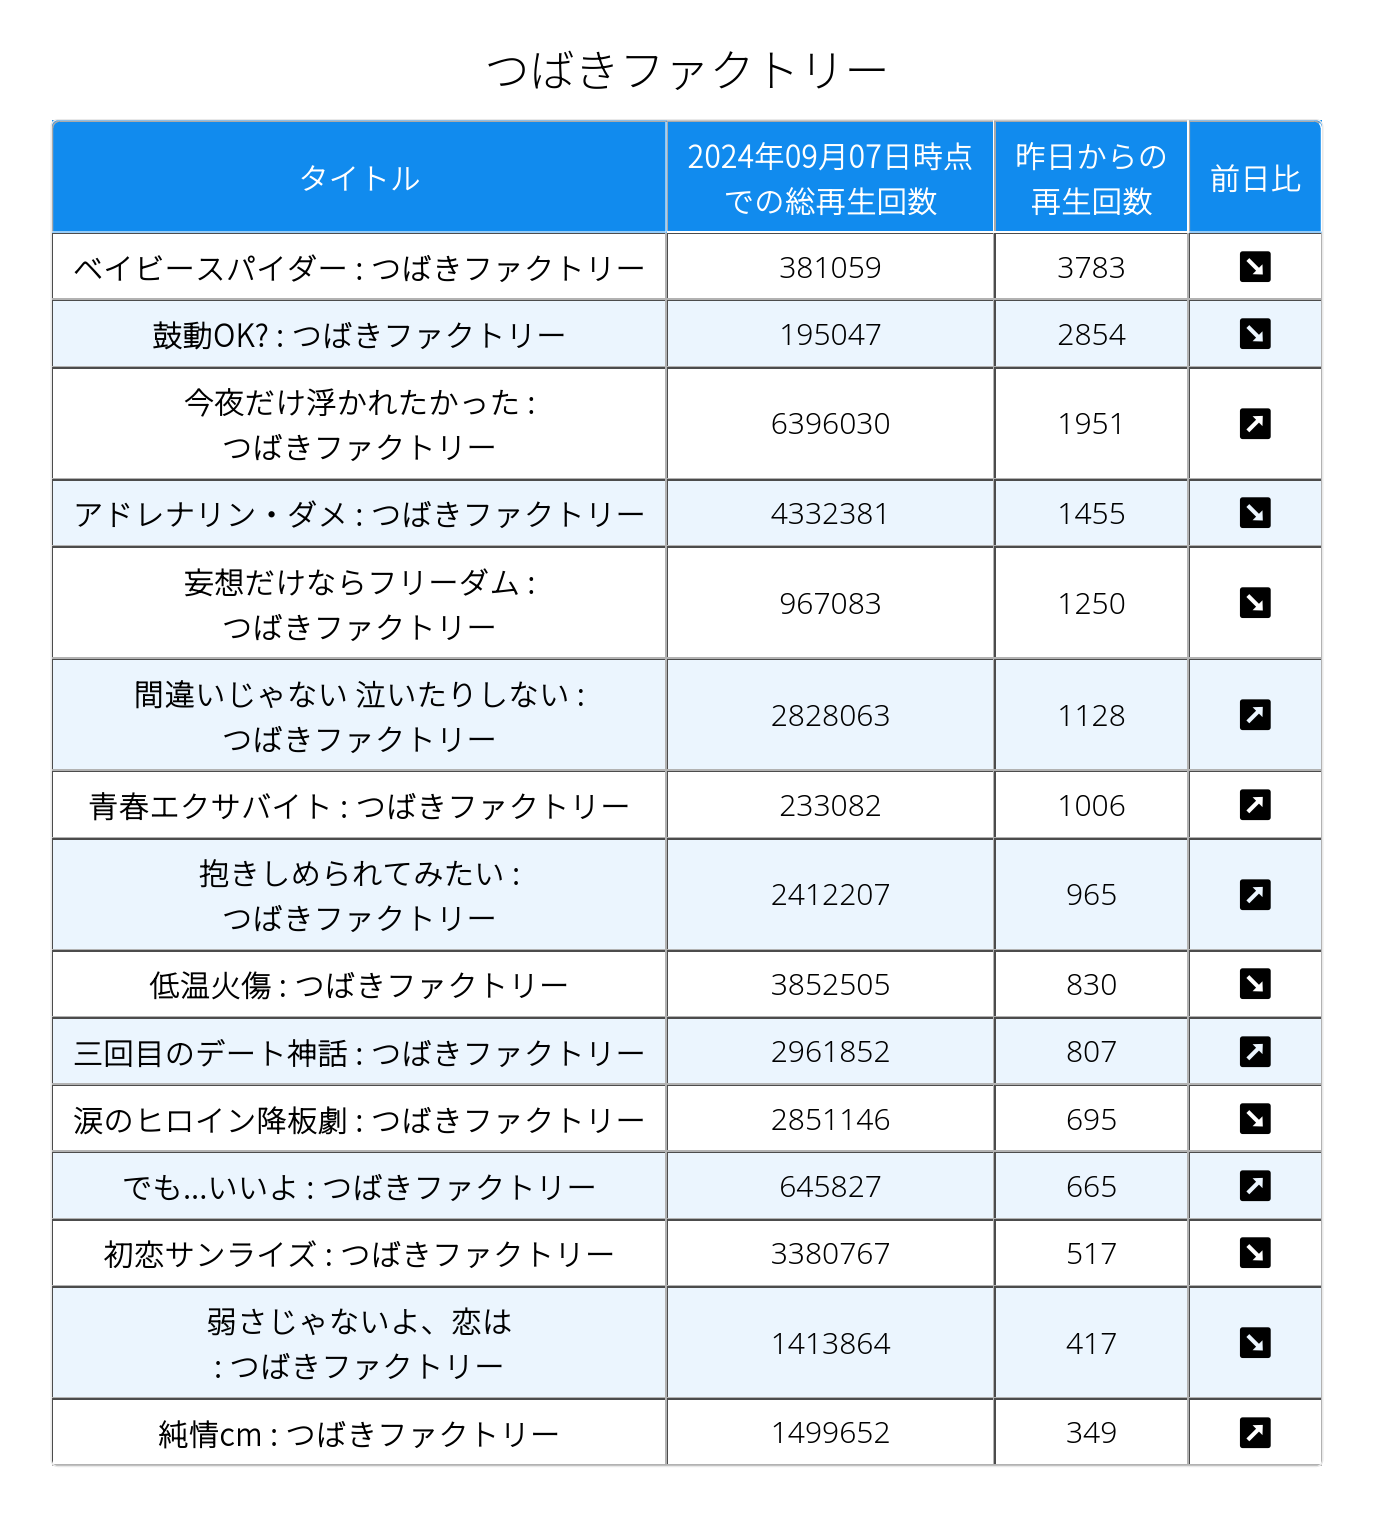 つばきファクトリー
タイトル
2024年09月07日時点
での総再生回数
昨日からの
再生回数
前日比
ベイビースパイダー : つばきファクトリー
381059
3783
↘
鼓動OK? : つばきファクトリー
195047
2854
↘
今夜だけ浮かれたかった :
つばきファクトリー
6396030
1951
↗
アドレナリン・ダメ : つばきファクトリー
4332381
1455
↘
妄想だけならフリーダム :
つばきファクトリー
967083
1250
↘
間違いじゃない 泣いたりしない :
つばきファクトリー
2828063
1128
↗
青春エクサバイト : つばきファクトリー
233082
1006
↗
抱きしめられてみたい :
つばきファクトリー
2412207
965
↗
低温火傷 : つばきファクトリー
3852505
830
↘
三回目のデート神話 : つばきファクトリー
2961852
807
↗
涙のヒロイン降板劇 : つばきファクトリー
2851146
695
↘
でも...いいよ : つばきファクトリー
645827
665
↗
初恋サンライズ : つばきファクトリー
3380767
517
↘
弱さじゃないよ、恋は
: つばきファクトリー
1413864
417
↘
純情cm : つばきファクトリー
1499652
349
↗